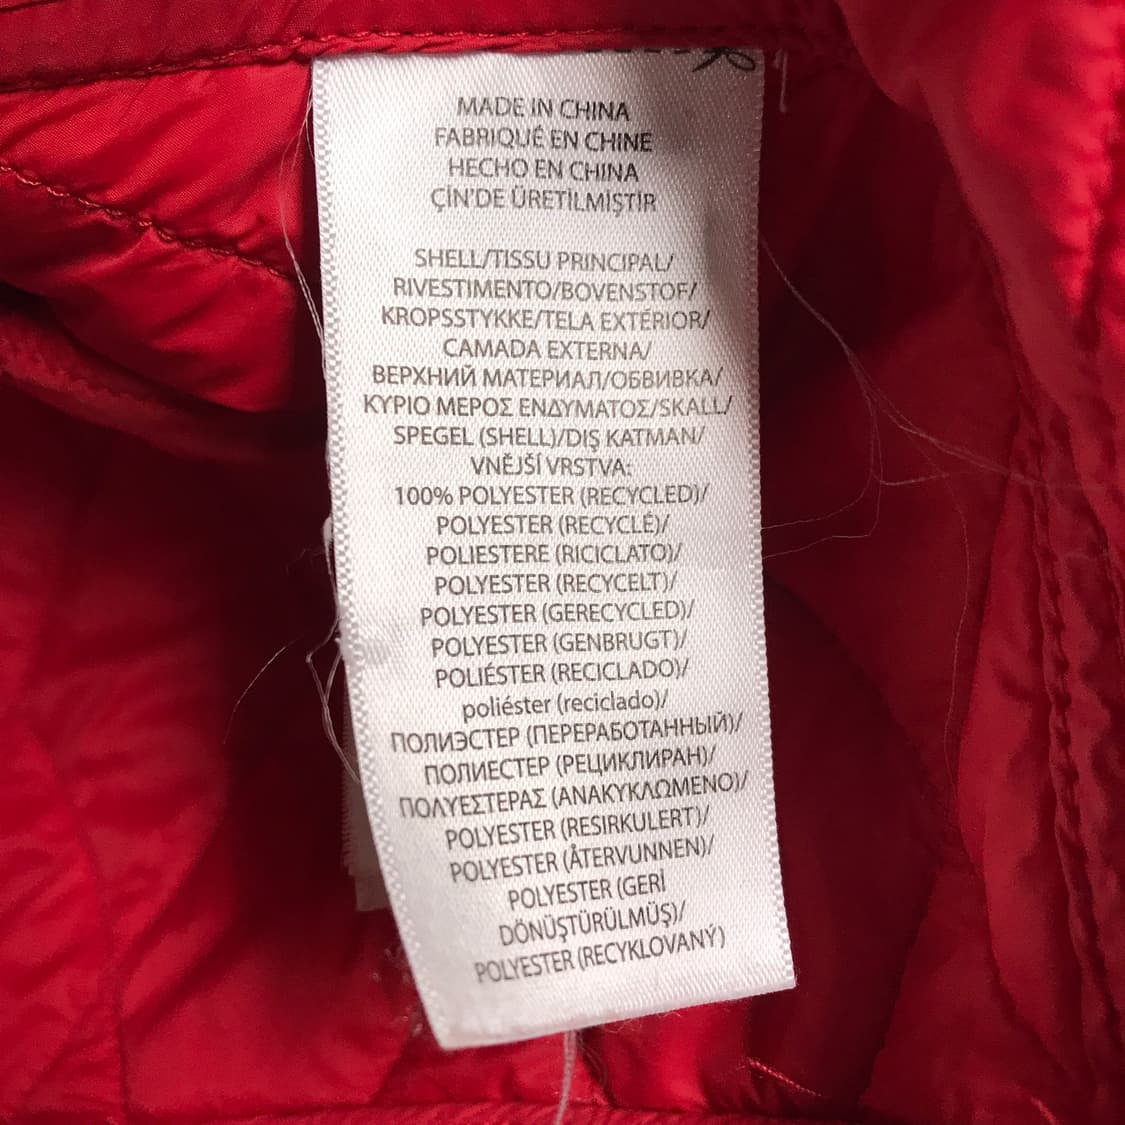 MADE IN CHINA
FABRIQUÉ EN CHINE
HECHO EN CHINA
ÇİN'DE ÜRETİLMİŞTİR
SHELL/TISSU PRINCIPAL/
RIVESTIMENTO/BOVENSTOF/
KROPSSTYKKE/TELA EXTÉRIOR/
CAMADA EXTERNA/
ВЕРХНИЙ МАТЕРИАЛ/ОБВИВКА/
ΚΥΡΙΟ ΜΕΡΟΣ ΕΝΔΥΜΑΤΟΣ/SKALL/
SPEGEL (SHELL)/DIŞ KATMAN/
VNĚJŠÍ VRSTVA:
100% POLYESTER (RECYCLED)/
POLYESTER (RECYCLÉ)/
POLIESTERE (RICICLATO)/
POLYESTER (RECYCELT)/
POLYESTER (GERECYCLED)/
POLYESTER (GENBRUGT)/
POLIÉSTER (RECICLADO)/
poliéster (reciclado)/
ПОЛИЭСТЕР (ПЕРЕРАБОТАННЫЙ)/
ПОЛИЕСТЕР (РЕЦИКЛИРАН)/
ΠΟΛΥΕΣΤΕΡΑΣ (ΑΝΑΚΥΚΛΩΜΕΝΟ)/
POLYESTER (RESIRKULERT)/
POLYESTER (ÅTERVUNNEN)/
POLYESTER (GERİ
DÖNÜŞTÜRÜLMÜŞ)/
POLYESTER (RECYKLOVANÝ)